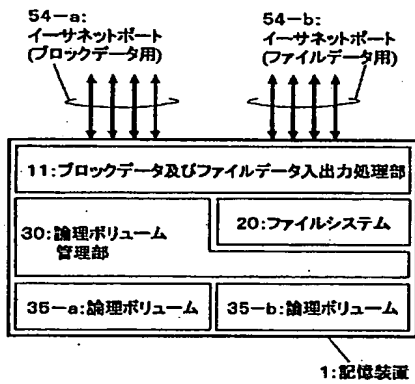 54-a:
イーサネットポート
(ブロックデータ用)
54-b:
イーサネットポート
(ファイルデータ用)
11:ブロックデータ及びファイルデータ入出力処理部
30:論理ボリューム
管理部
20:ファイルシステム
35-a:論理ボリューム
35-b:論理ボリューム
1:記憶装置